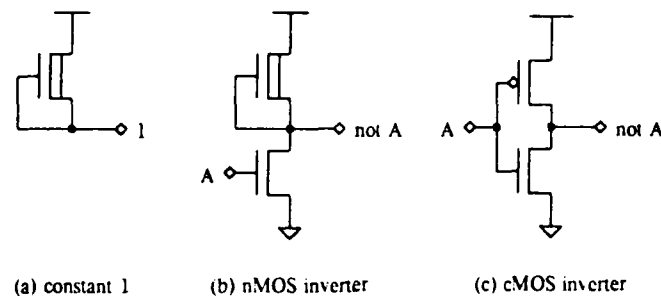 1
A
not A
A
not A
(a) constant 1
(b) nMOS inverter
(c) cMOS inverter